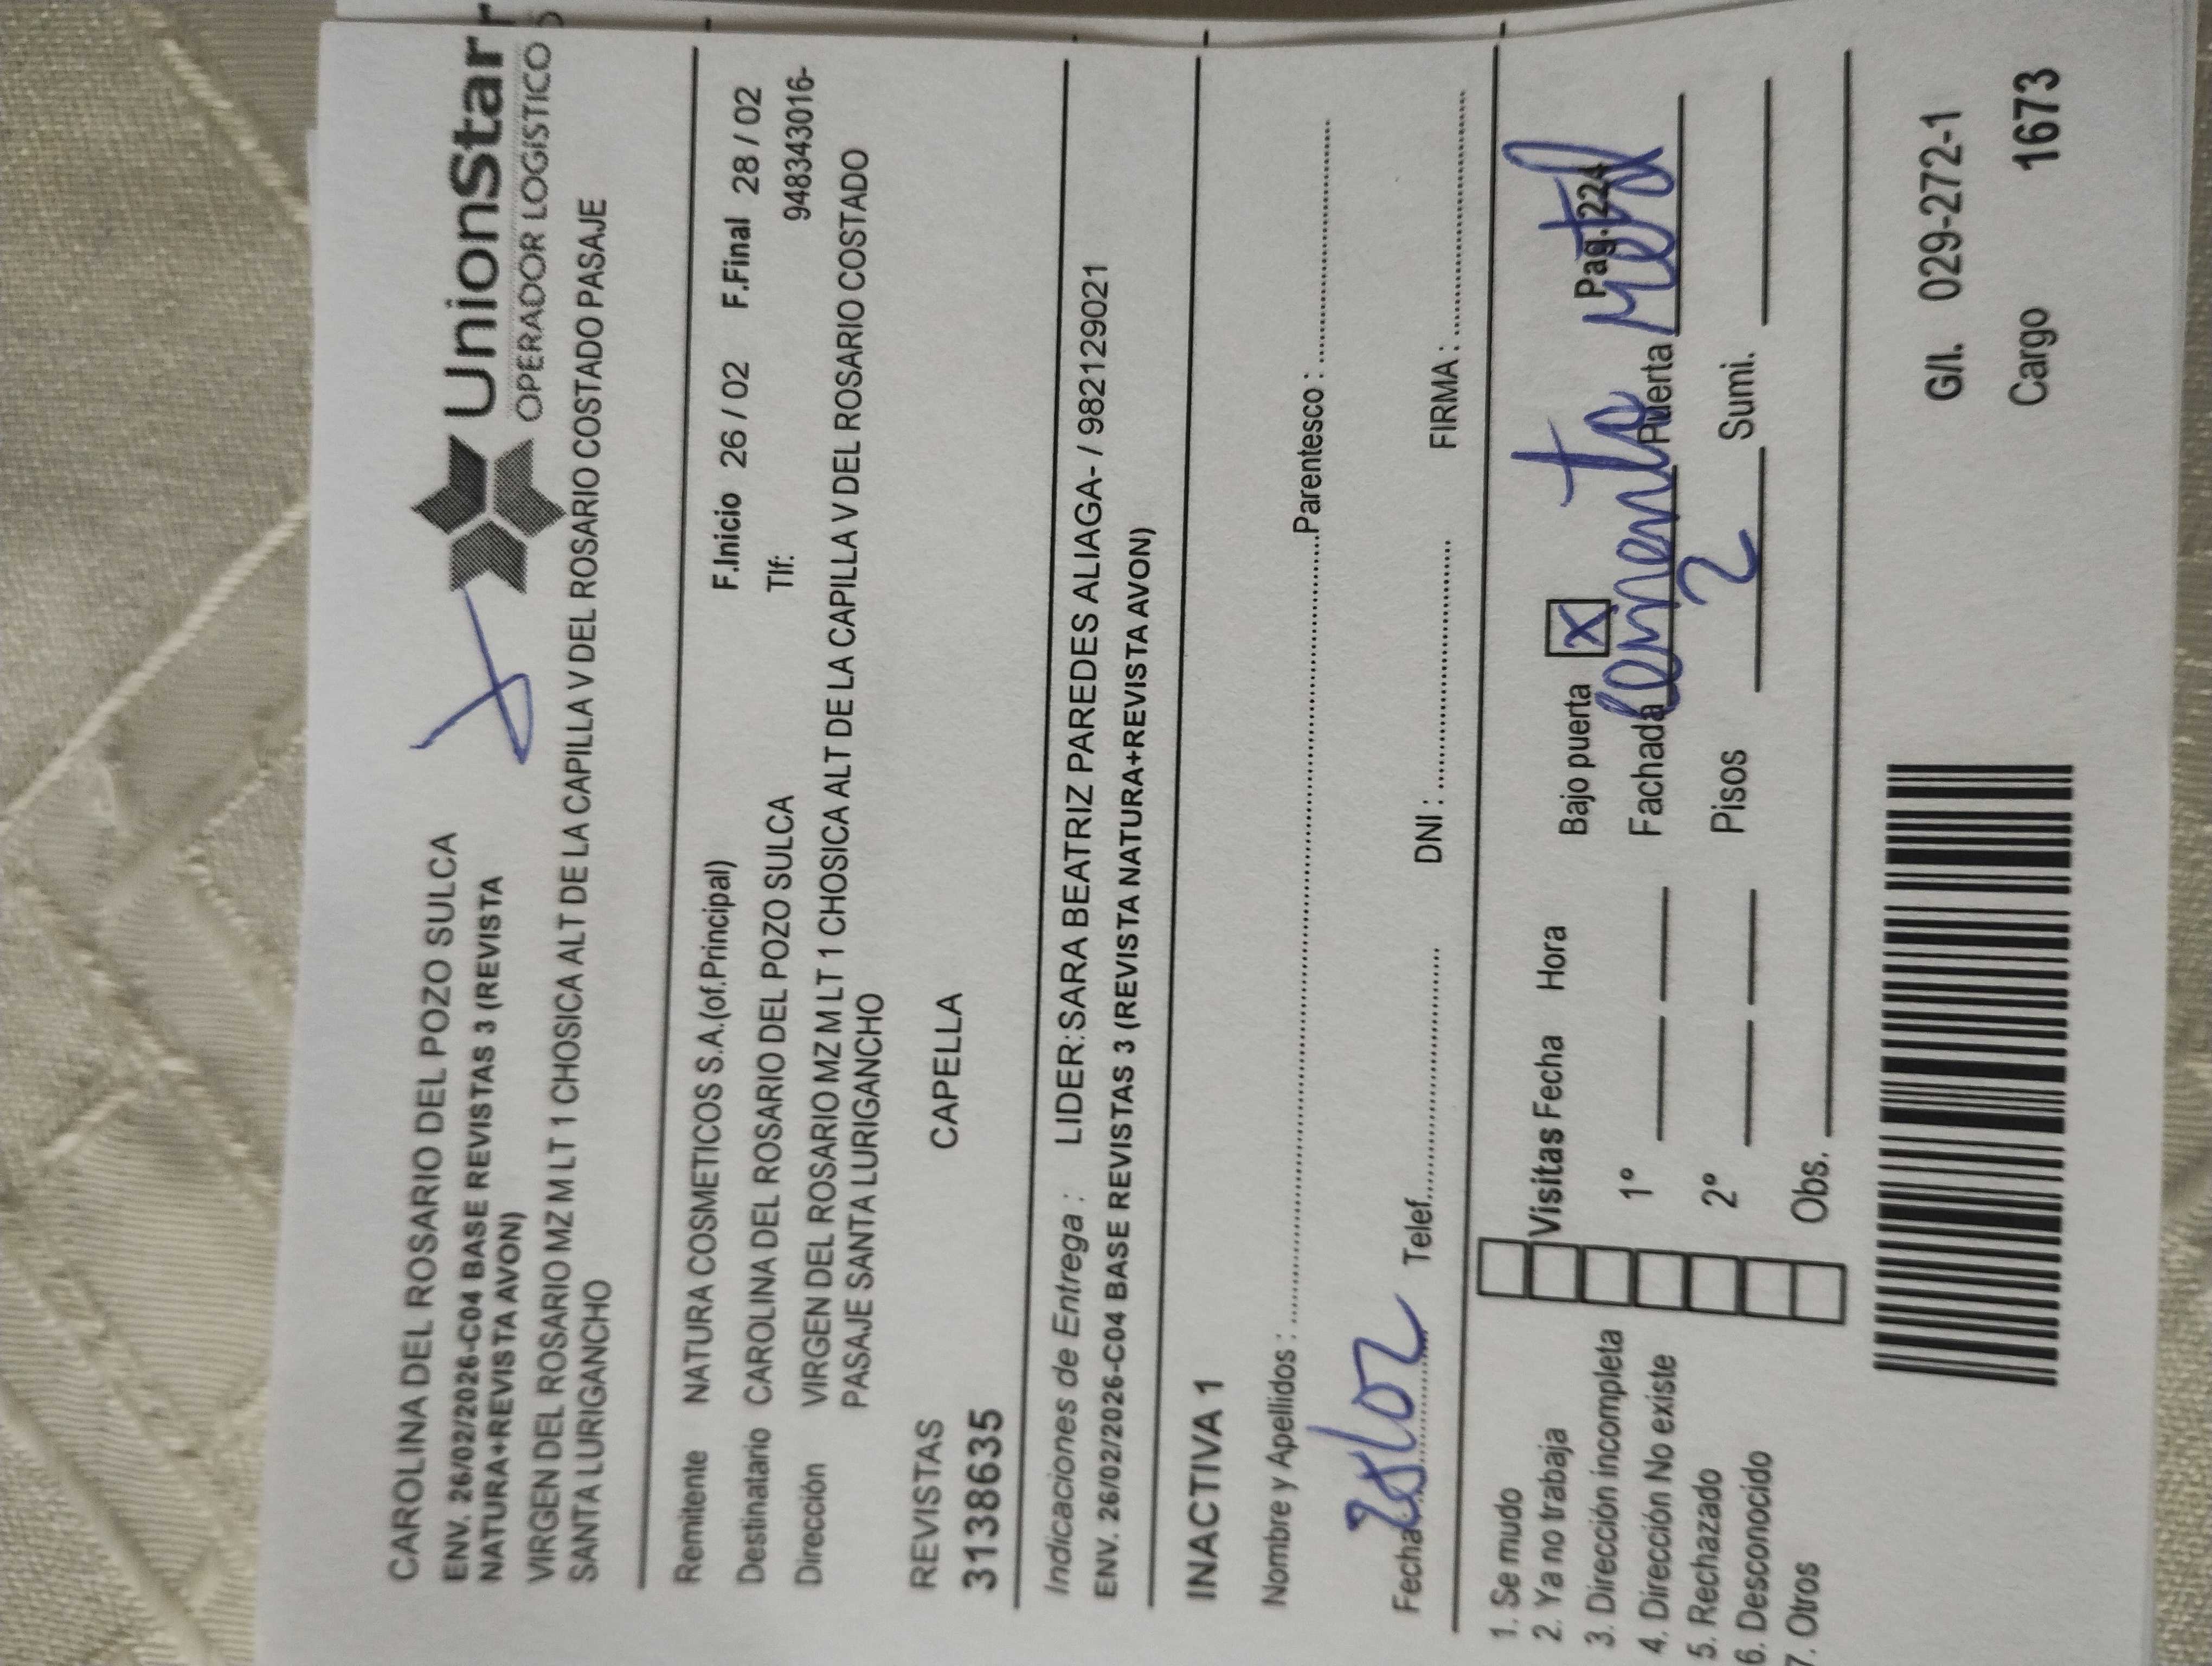 CAROLINA DEL ROSARIO DEL POZO SULCA
UnionStar
OPERADOR LOGISTICO
ENV. 26/02/2026-C04 BASE REVISTAS 3 (REVISTA
NATURA+REVISTA AVON)
VIRGEN DEL ROSARIO MZ M LT 1 CHOSICA ALT DE LA CAPILLA V DEL ROSARIO COSTADO PASAJE
SANTA LURIGANCHO
Remitente NATURA COSMETICOS S.A.(of.Principal) F.Inicio 26 / 02 F.Final 28 / 02
Destinatario CAROLINA DEL ROSARIO DEL POZO SULCA Tlf: 948343016-
Dirección VIRGEN DEL ROSARIO MZ M LT 1 CHOSICA ALT DE LA CAPILLA V DEL ROSARIO COSTADO
PASAJE SANTA LURIGANCHO
REVISTAS CAPELLA
3138635
Indicaciones de Entrega : LIDER:SARA BEATRIZ PAREDES ALIAGA- / 982129021
ENV. 26/02/2026-C04 BASE REVISTAS 3 (REVISTA NATURA+REVISTA AVON)
INACTIVA 1
Nombre y Apellidos : Parentesco :
Fecha Telef. DNI : FIRMA :
1. Se mudo
2. Ya no trabaja
3. Dirección incompleta
4. Dirección No existe
5. Rechazado
6. Desconocido
7. Otros
Visitas Fecha Hora Bajo puerta X Pag. 224
1º Fachada Cemento Puerta Metal
2º Pisos 2 Sumi.
Obs.
G/I. 029-272-1
Cargo 1673